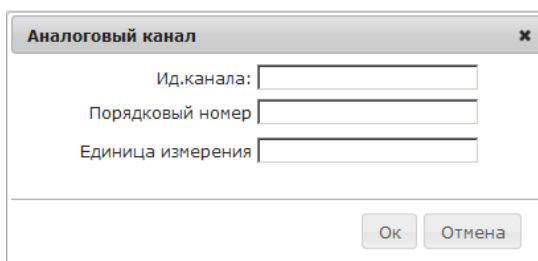 Аналоговый канал
Ид.канала:
Порядковый номер
Единица измерения
Ок Отмена